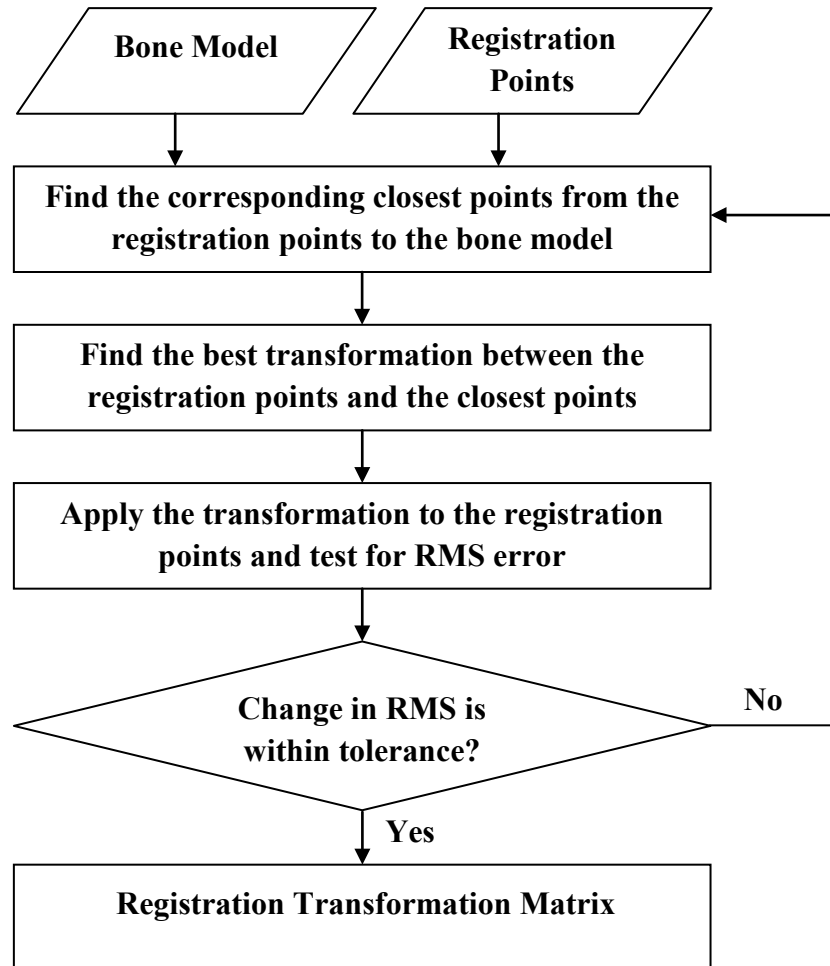 Bone Model
Registration
Points
Find the corresponding closest points from the
registration points to the bone model
Find the best transformation between the
registration points and the closest points
Apply the transformation to the registration
points and test for RMS error
Change in RMS is
within tolerance?
No
Yes
Registration Transformation Matrix